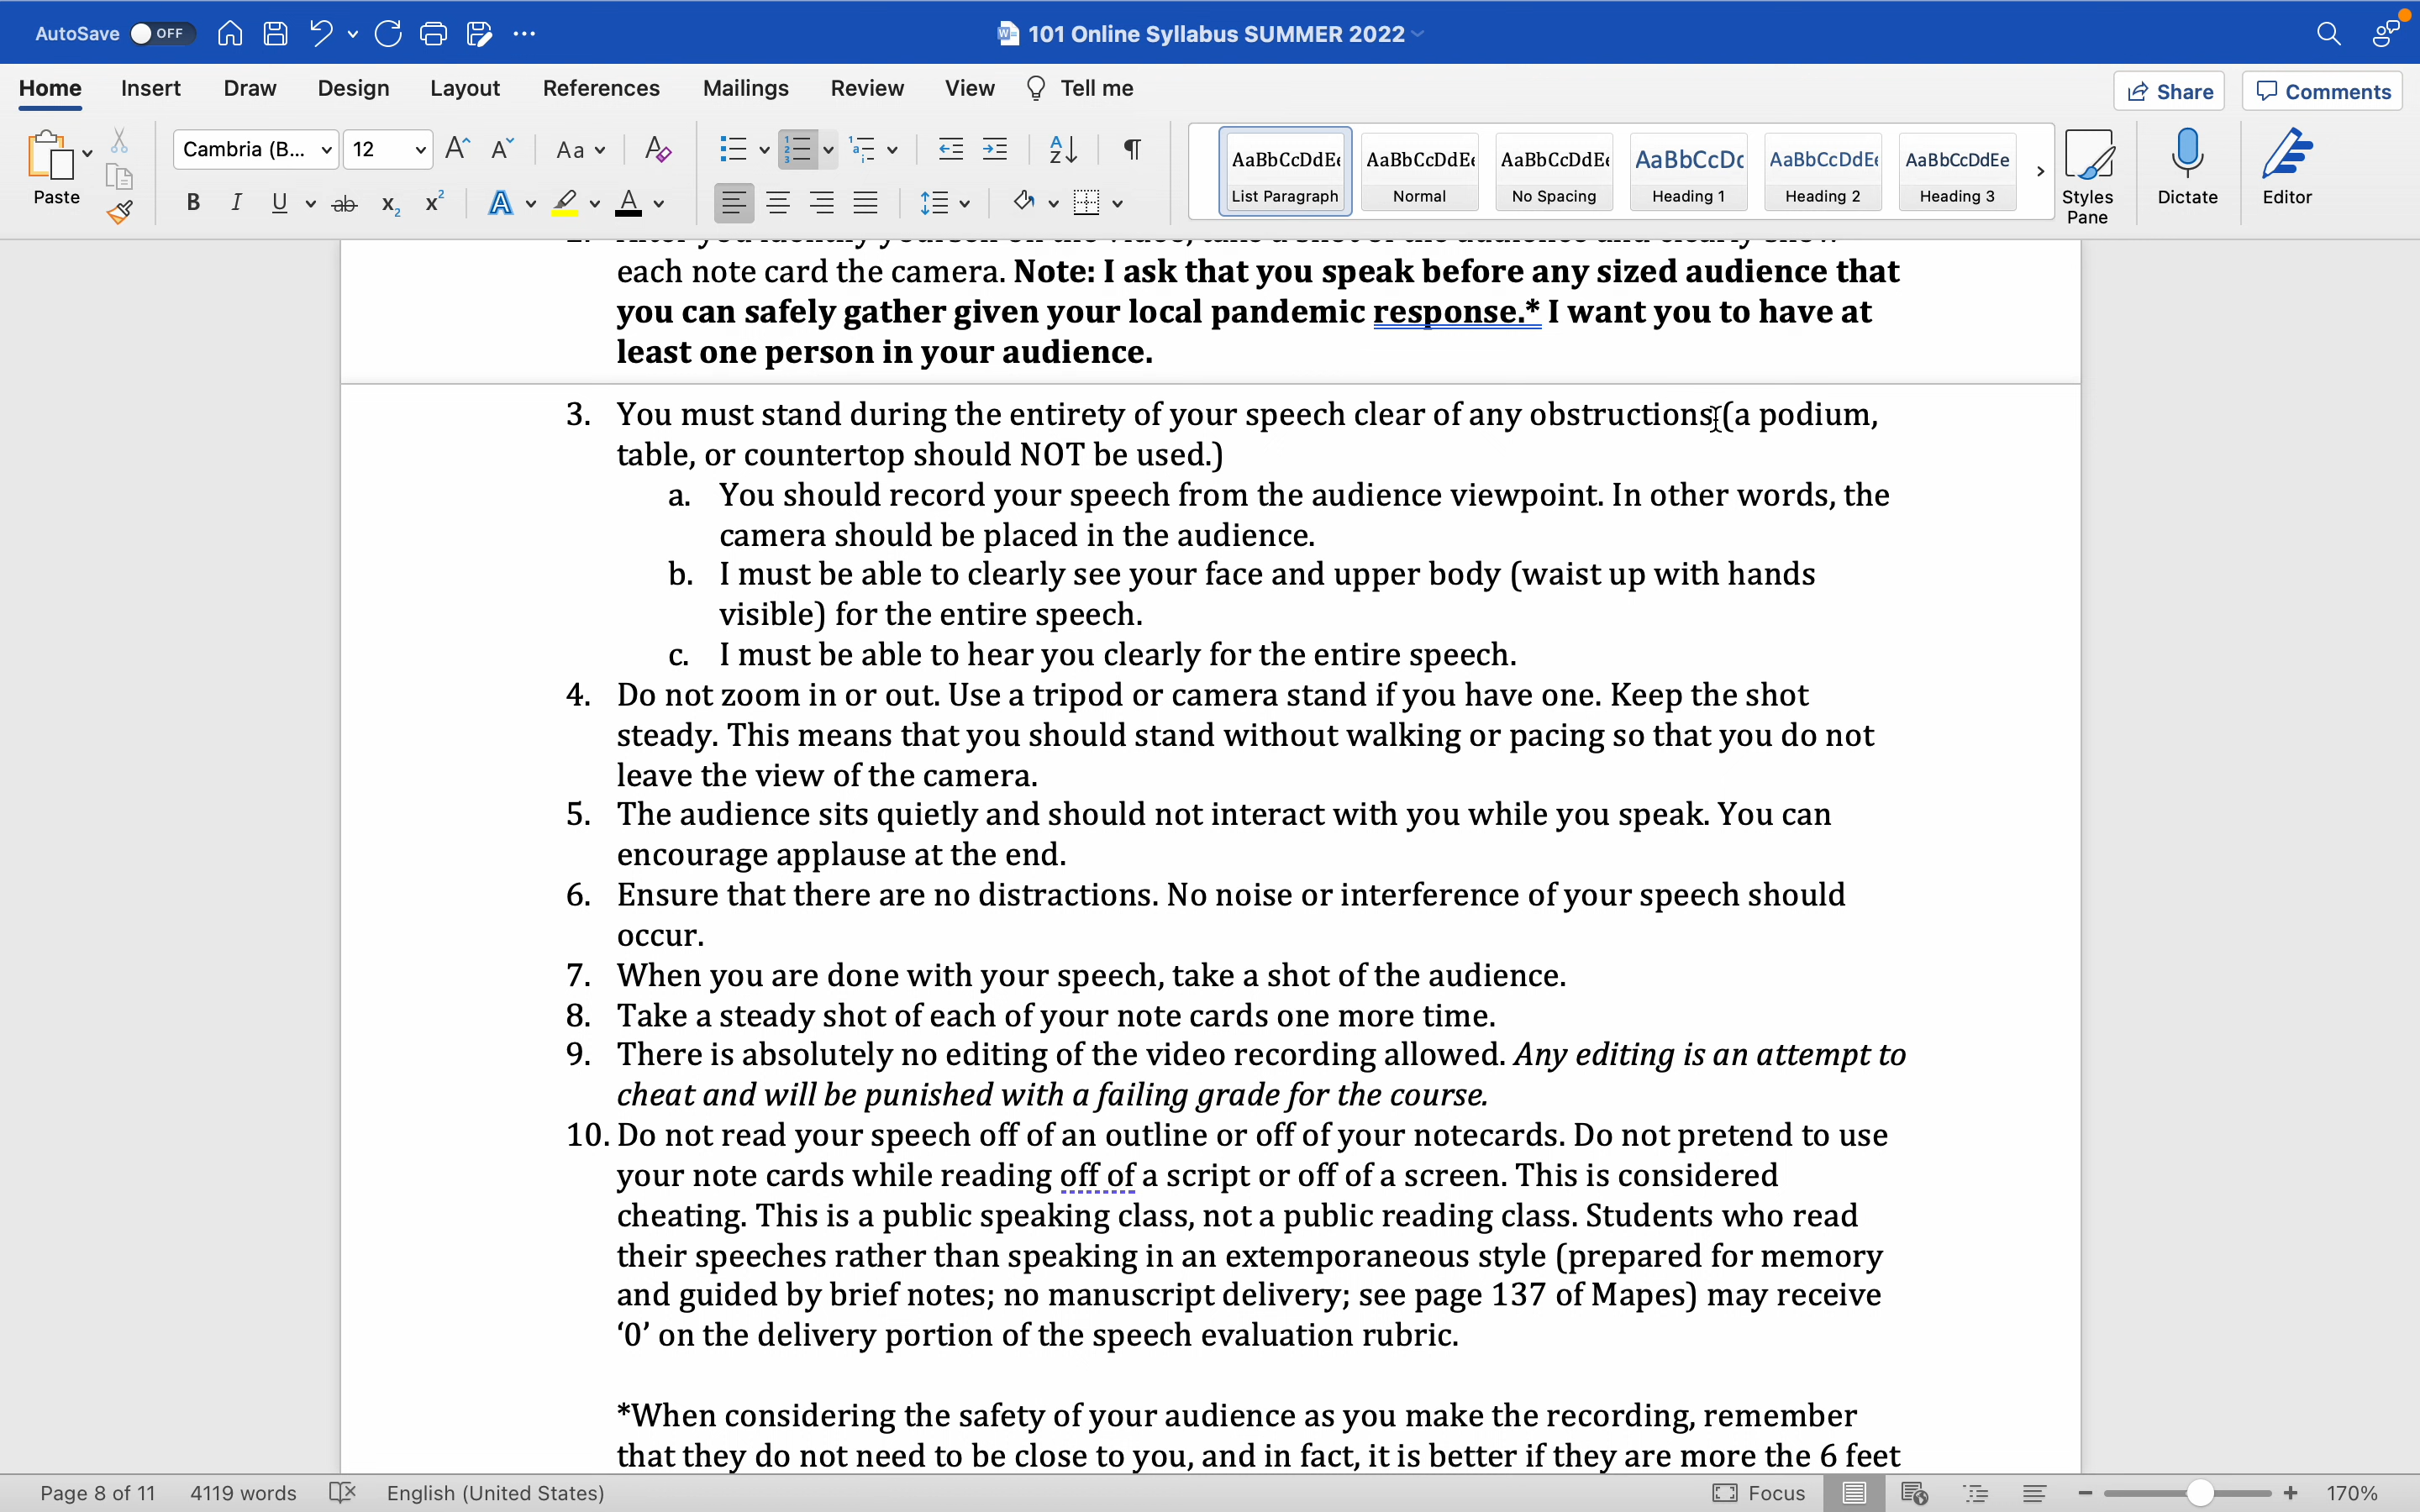 AutoSave OFF 101 Online Syllabus SUMMER 2022
Home Insert Draw Design Layout References Mailings Review View Tell me Share Comments
Paste Cambria (B... 12 Aa
AaBbCcDdEe AaBbCcDdEe AaBbCcDdEe AaBbCcDc AaBbCcDdEe AaBbCcDdEe
List Paragraph Normal No Spacing Heading 1 Heading 2 Heading 3 Styles Pane Dictate Editor
2. After you identify yourself on the video, take a shot of the audience and clearly show
each note card the camera. Note: I ask that you speak before any sized audience that
you can safely gather given your local pandemic response.* I want you to have at
least one person in your audience.
3. You must stand during the entirety of your speech clear of any obstructions (a podium,
table, or countertop should NOT be used.)
a. You should record your speech from the audience viewpoint. In other words, the
camera should be placed in the audience.
b. I must be able to clearly see your face and upper body (waist up with hands
visible) for the entire speech.
c. I must be able to hear you clearly for the entire speech.
4. Do not zoom in or out. Use a tripod or camera stand if you have one. Keep the shot
steady. This means that you should stand without walking or pacing so that you do not
leave the view of the camera.
5. The audience sits quietly and should not interact with you while you speak. You can
encourage applause at the end.
6. Ensure that there are no distractions. No noise or interference of your speech should
occur.
7. When you are done with your speech, take a shot of the audience.
8. Take a steady shot of each of your note cards one more time.
9. There is absolutely no editing of the video recording allowed. Any editing is an attempt to
cheat and will be punished with a failing grade for the course.
10. Do not read your speech off of an outline or off of your notecards. Do not pretend to use
your note cards while reading off of a script or off of a screen. This is considered
cheating. This is a public speaking class, not a public reading class. Students who read
their speeches rather than speaking in an extemporaneous style (prepared for memory
and guided by brief notes; no manuscript delivery; see page 137 of Mapes) may receive
‘0’ on the delivery portion of the speech evaluation rubric.
*When considering the safety of your audience as you make the recording, remember
that they do not need to be close to you, and in fact, it is better if they are more the 6 feet
Page 8 of 11 4119 words English (United States) Focus 170%